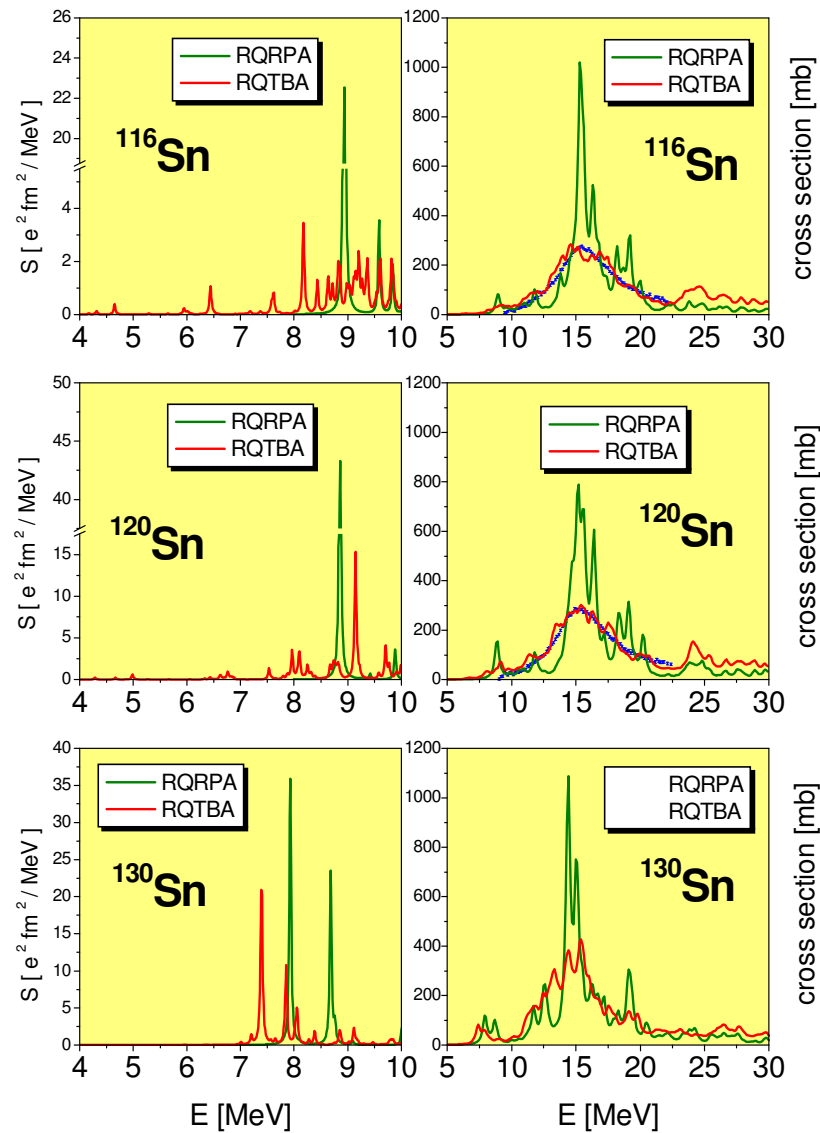 RQRPA
RQTBA
¹¹⁶Sn
S [ e² fm² / MeV ]
26
24
22
20
4
2
0
4 5 6 7 8 9 10
RQRPA
RQTBA
¹¹⁶Sn
cross section [mb]
1200
1000
800
600
400
200
0
5 10 15 20 25 30
RQRPA
RQTBA
¹²⁰Sn
S [ e² fm² / MeV ]
50
45
40
15
10
5
0
4 5 6 7 8 9 10
RQRPA
RQTBA
¹²⁰Sn
cross section [mb]
1200
1000
800
600
400
200
0
5 10 15 20 25 30
RQRPA
RQTBA
¹³⁰Sn
S [ e² fm² / MeV ]
40
35
30
25
20
15
10
5
0
4 5 6 7 8 9 10
E [MeV]
RQRPA
RQTBA
¹³⁰Sn
cross section [mb]
1200
1000
800
600
400
200
0
5 10 15 20 25 30
E [MeV]